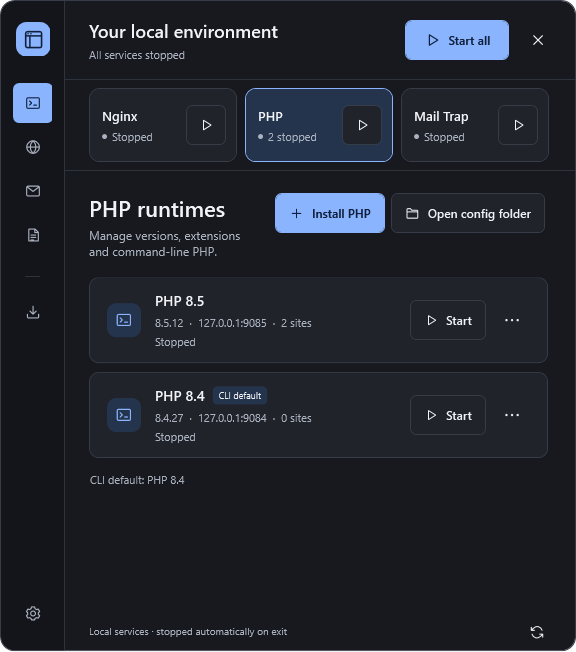 Your local environment
All services stopped
Start all
Nginx
Stopped
PHP
2 stopped
Mail Trap
Stopped
PHP runtimes
Manage versions, extensions
and command-line PHP.
Install PHP
Open config folder
PHP 8.5
8.5.12 · 127.0.0.1:9085 · 2 sites
Stopped
Start
PHP 8.4 CLI default
8.4.27 · 127.0.0.1:9084 · 0 sites
Stopped
Start
CLI default: PHP 8.4
Local services · stopped automatically on exit